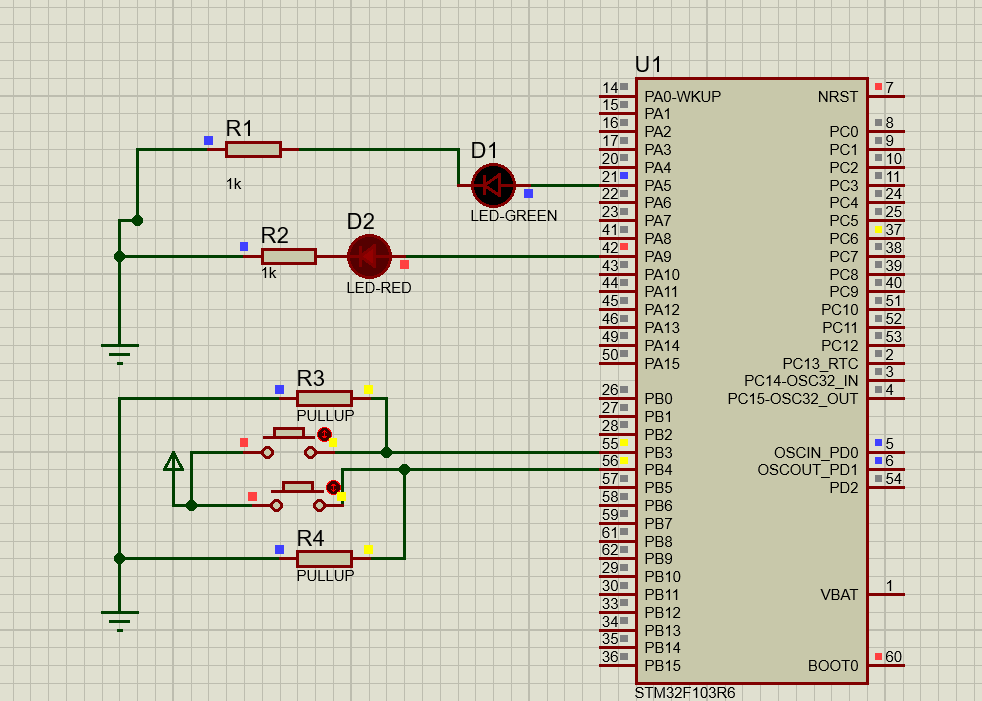 U1
14 PA0-WKUP NRST 7
15 PA1
16 PA2 PC0 8
17 PA3 PC1 9
20 PA4 PC2 10
21 PA5 PC3 11
22 PA6 PC4 24
23 PA7 PC5 25
41 PA8 PC6 37
42 PA9 PC7 38
43 PA10 PC8 39
44 PA11 PC9 40
45 PA12 PC10 51
46 PA13 PC11 52
49 PA14 PC12 53
50 PA15 PC13_RTC 2
PC14-OSC32_IN 3
26 PB0 PC15-OSC32_OUT 4
27 PB1
28 PB2
55 PB3 OSCIN_PD0 5
56 PB4 OSCOUT_PD1 6
57 PB5 PD2 54
58 PB6
59 PB7
61 PB8
62 PB9
29 PB10
30 PB11 VBAT 1
33 PB12
34 PB13
35 PB14
36 PB15 BOOT0 60
STM32F103R6
R1
1k
D1
LED-GREEN
R2
1k
D2
LED-RED
R3
PULLUP
R4
PULLUP